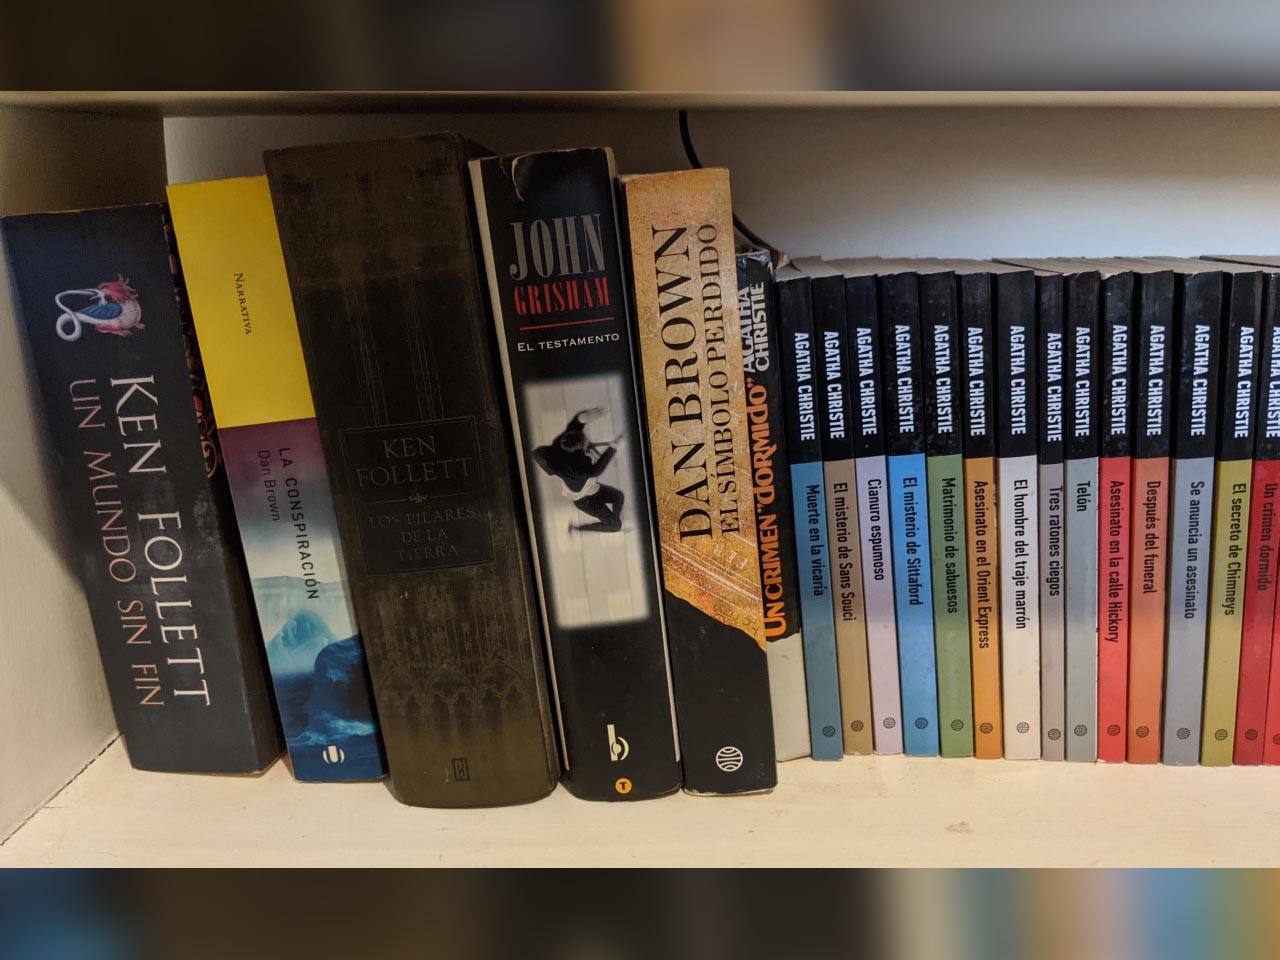 KEN FOLLETT
UN MUNDO SIN FIN
NARRATIVA
LA CONSPIRACIÓN
Dan Brown
KEN
FOLLETT
LOS PILARES
DE LA
TIERRA
JOHN
GRISHAM
EL TESTAMENTO
b
T
DAN BROWN
EL SÍMBOLO PERDIDO
AGATHA
CHRISTIE
UN CRIMEN "DORMIDO"
AGATHA CHRISTIE
Muerte en la vicaría
AGATHA CHRISTIE
El misterio de Sans Souci
AGATHA CHRISTIE
Cianuro espumoso
AGATHA CHRISTIE
El misterio de Sittaford
AGATHA CHRISTIE
Matrimonio de sabuesos
AGATHA CHRISTIE
Asesinato en el Orient Express
AGATHA CHRISTIE
El hombre del traje marrón
AGATHA CHRISTIE
Tres ratones ciegos
AGATHA CHRISTIE
Telón
AGATHA CHRISTIE
Asesinato en la calle Hickory
AGATHA CHRISTIE
Después del funeral
AGATHA CHRISTIE
Se anuncia un asesinato
AGATHA CHRISTIE
El secreto de Chimneys
AGATHA CHRISTIE
Un crimen dormido